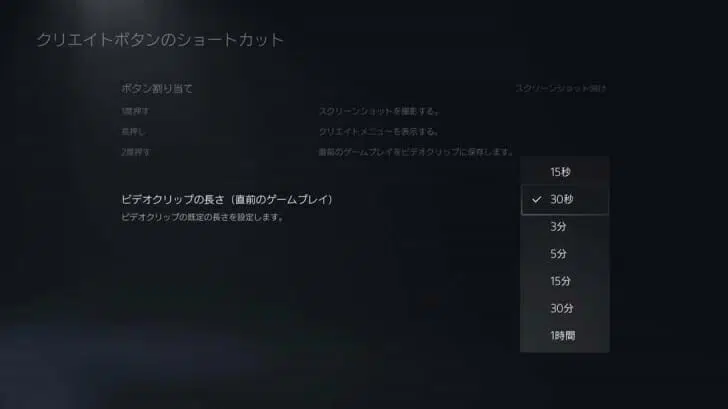 クリエイトボタンのショートカット
ボタン割り当て スクリーンショット向け
1度押す スクリーンショットを撮影する。
長押し クリエイトメニューを表示する。
2度押す 直前のゲームプレイをビデオクリップに保存します。
ビデオクリップの長さ（直前のゲームプレイ）
ビデオクリップの既定の長さを設定します。
15秒
30秒
3分
5分
15分
30分
1時間